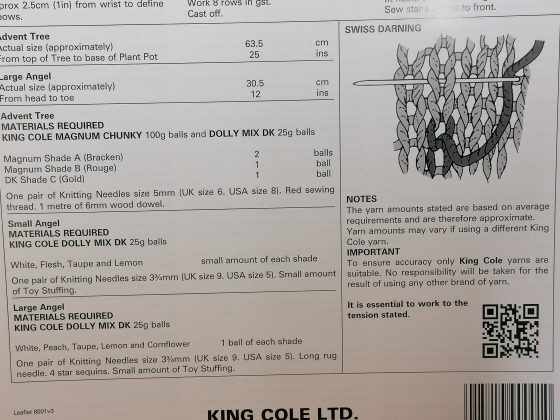 prox 2.5cm (1in) from wrist to define
Work 8 rows in gst.
Cast off.
Sew star to front.
Advent Tree
Actual size (approximately) 63.5 cm
From top of Tree to base of Plant Pot 25 ins
Large Angel
Actual size (approximately) 30.5 cm
From head to toe 12 ins
Advent Tree
MATERIALS REQUIRED
KING COLE MAGNUM CHUNKY 100g balls and DOLLY MIX DK 25g balls
Magnum Shade A (Bracken) 2 balls
Magnum Shade B (Rouge) 1 ball
DK Shade C (Gold) 1 ball
One pair of Knitting Needles size 5mm (UK size 6. USA size 8). Red sewing
thread. 1 metre of 6mm wood dowel.
Small Angel
MATERIALS REQUIRED
KING COLE DOLLY MIX DK 25g balls
White, Flesh, Taupe and Lemon small amount of each shade
One pair of Knitting Needles size 3¾mm (UK size 9. USA size 5). Small amount
of Toy Stuffing.
Large Angel
MATERIALS REQUIRED
KING COLE DOLLY MIX DK 25g balls
White, Peach, Taupe, Lemon and Cornflower 1 ball of each shade
One pair of Knitting Needles size 3¾mm (UK size 9. USA size 5). Long rug
needle. 4 star sequins. Small amount of Toy Stuffing.
SWISS DARNING
NOTES
The yarn amounts stated are based on average
requirements and are therefore approximate.
Yarn amounts may vary if using a different King
Cole yarn.
IMPORTANT
To ensure accuracy only King Cole yarns are
suitable. No responsibility will be taken for the
result of using any other brand of yarn.
It is essential to work to the
tension stated.
Leaflet 9001v3
KING COLE LTD.